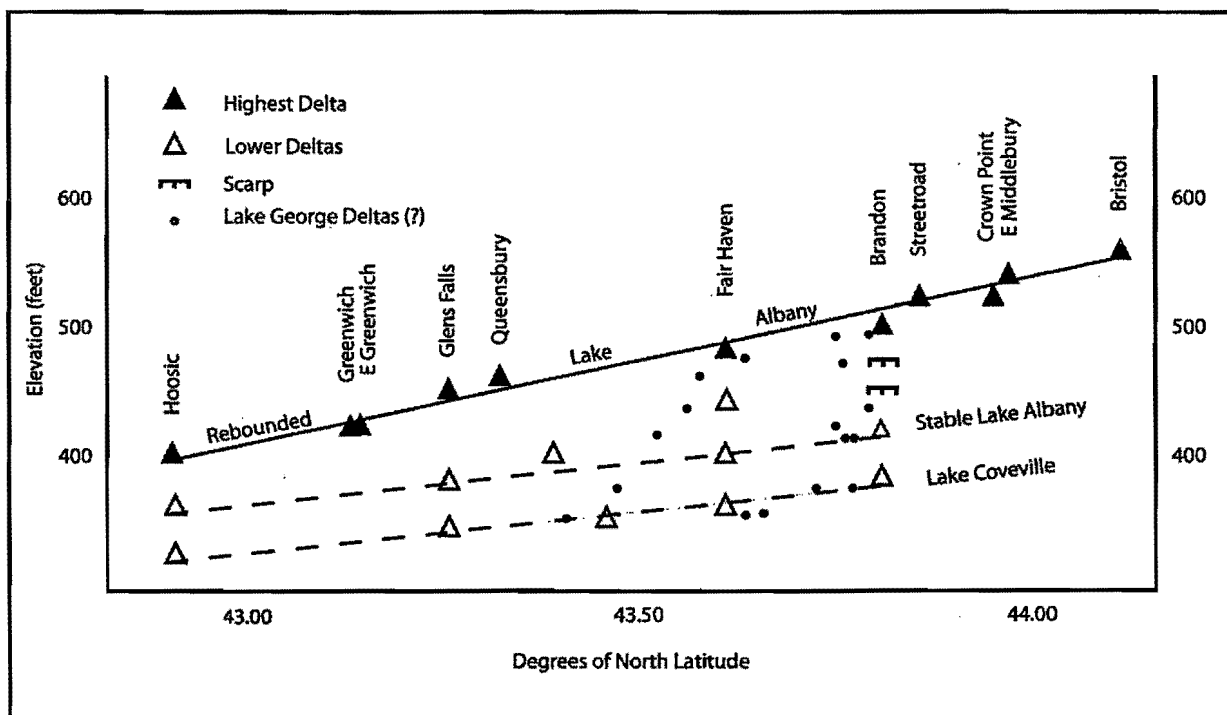 Highest Delta
Lower Deltas
Scarp
Lake George Deltas (?)
600
500
400
Elevation (feet)
600
500
400
Hoosic
Greenwich
E Greenwich
Glens Falls
Queensbury
Fair Haven
Brandon
Streetroad
Crown Point
E Middlebury
Bristol
Rebounded Lake Albany
Stable Lake Albany
Lake Coveville
43.00 43.50 44.00
Degrees of North Latitude